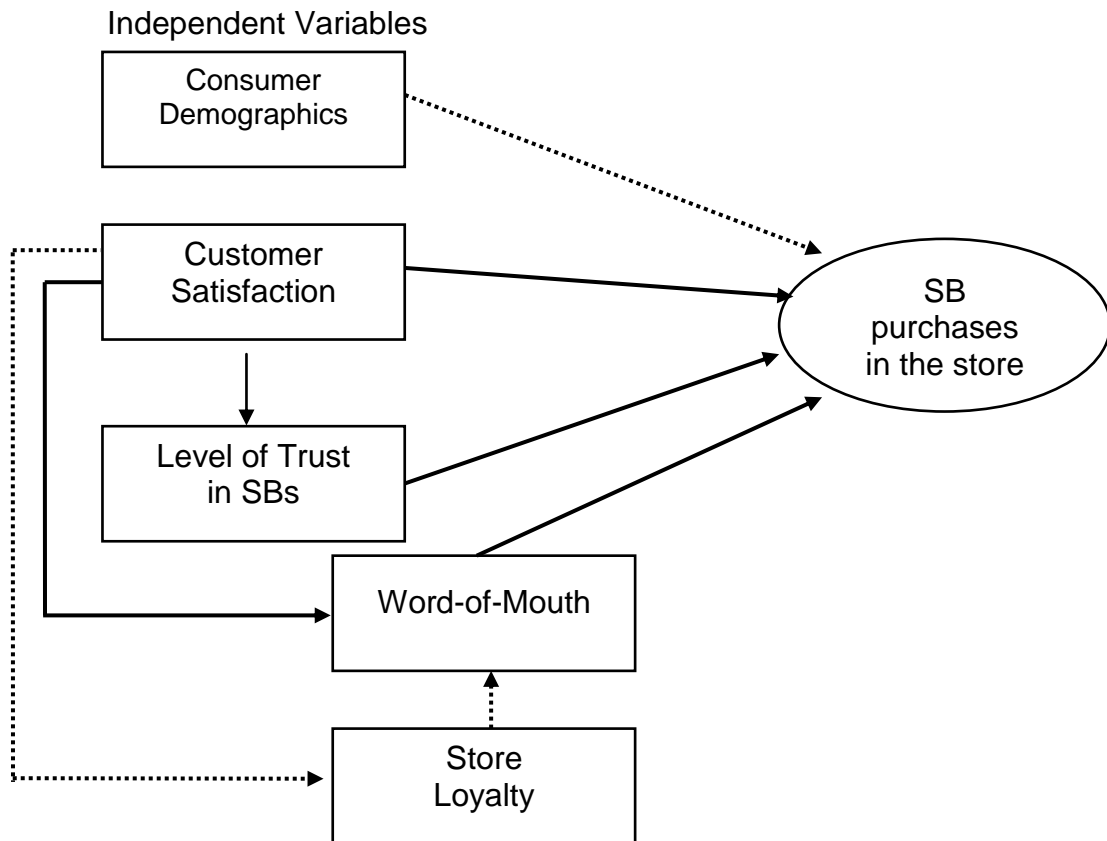 Independent Variables
Consumer
Demographics
Customer
Satisfaction
SB
purchases
in the store
Level of Trust
in SBs
Word-of-Mouth
Store
Loyalty